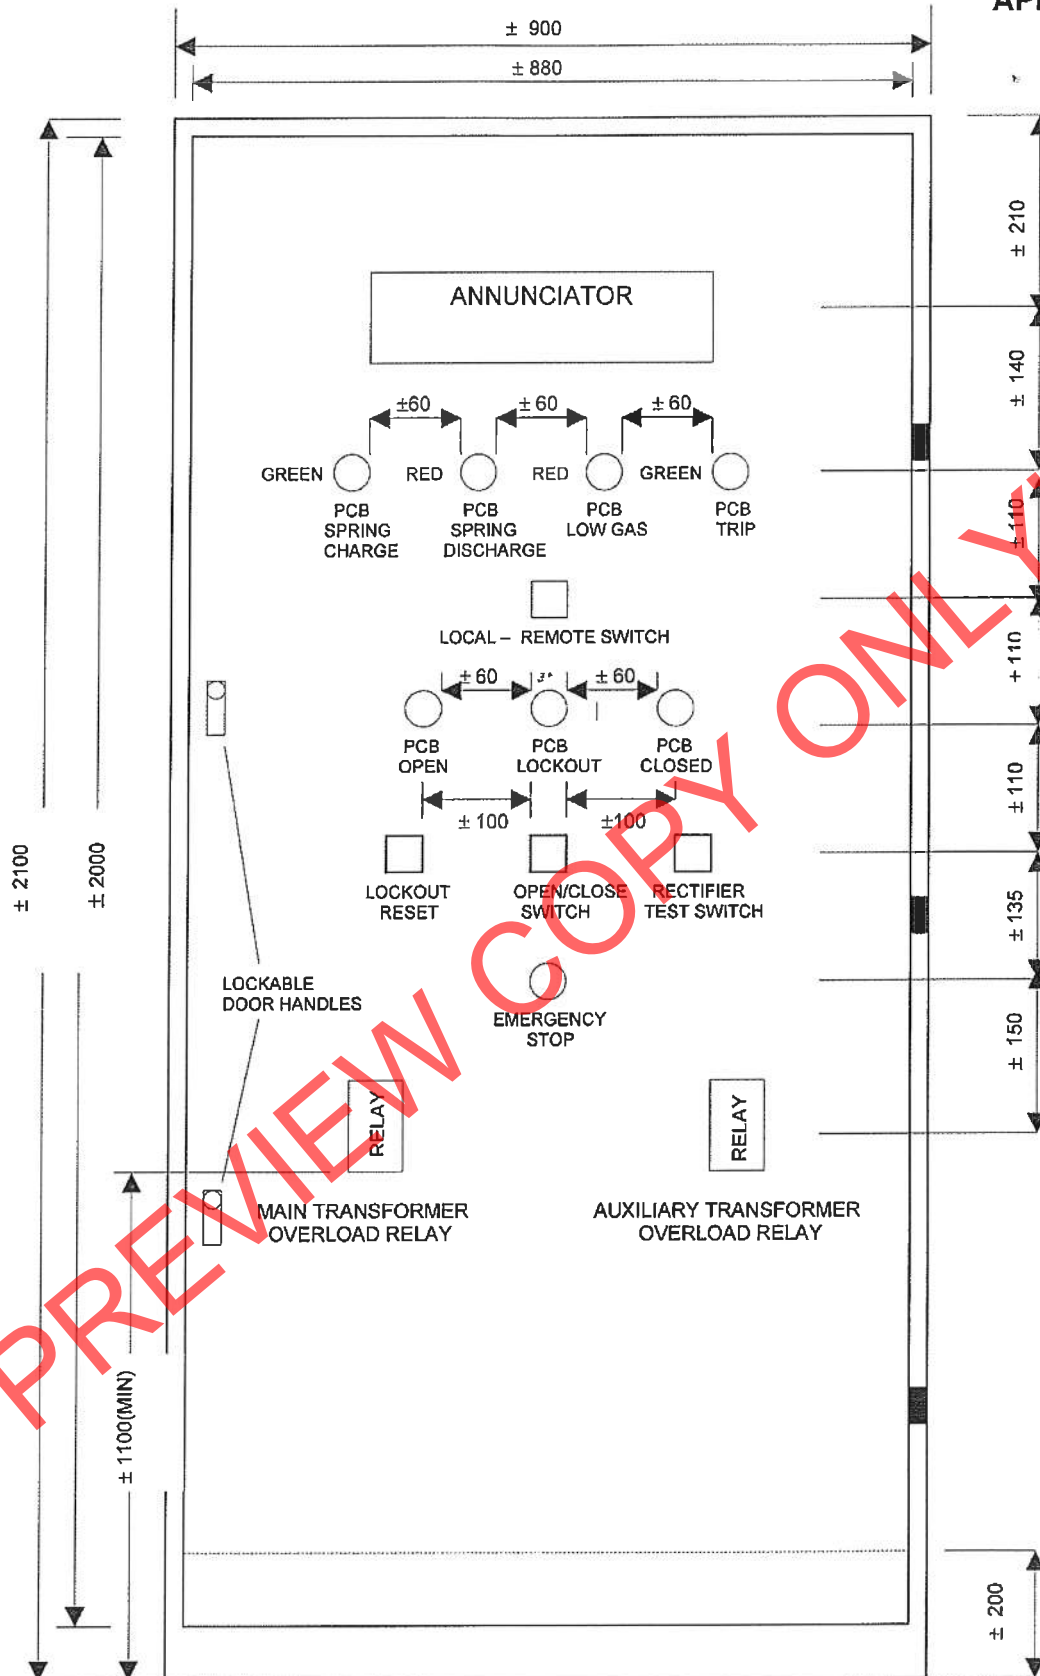 AP
± 900
± 880
± 210
ANNUNCIATOR
± 140
±60
± 60
± 60
GREEN
RED
RED
GREEN
PCB
SPRING
CHARGE
PCB
SPRING
DISCHARGE
PCB
LOW GAS
PCB
TRIP
± 110
LOCAL – REMOTE SWITCH
+ 110
± 60
± 60
PCB
OPEN
PCB
LOCKOUT
PCB
CLOSED
±110
± 100
±100
± 2100
±2000
LOCKOUT
RESET
OPEN/CLOSE
SWITCH
RECTIFIER
TEST SWITCH
±135
LOCKABLE
DOOR HANDLES
EMERGENCY
STOP
± 150
RELAY
RELAY
MAIN TRANSFORMER
OVERLOAD RELAY
AUXILIARY TRANSFORMER
OVERLOAD RELAY
± 1100(MIN)
± 200
PREVIEW COPY ONLY